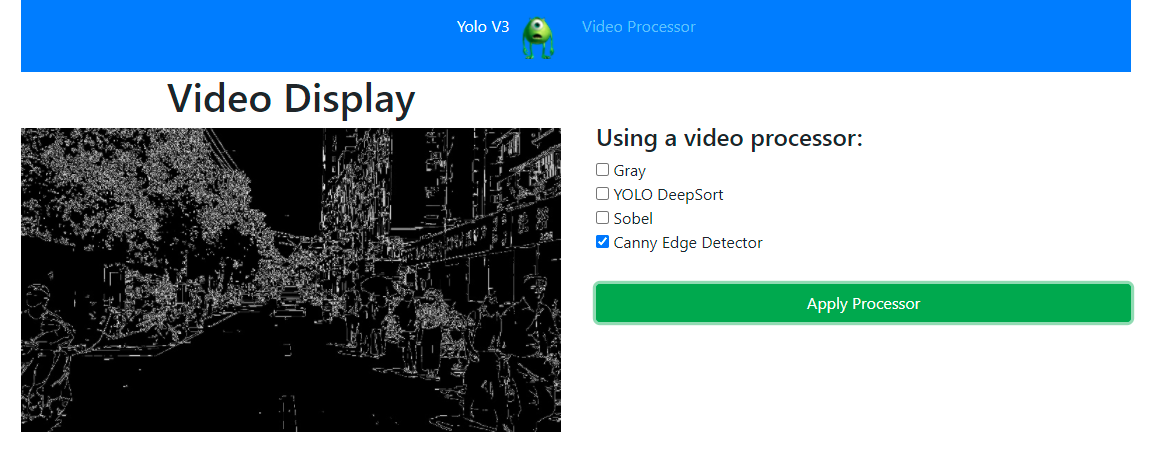 Yolo V3 Video Processor
Video Display
Using a video processor:
Gray
YOLO DeepSort
Sobel
Canny Edge Detector
Apply Processor